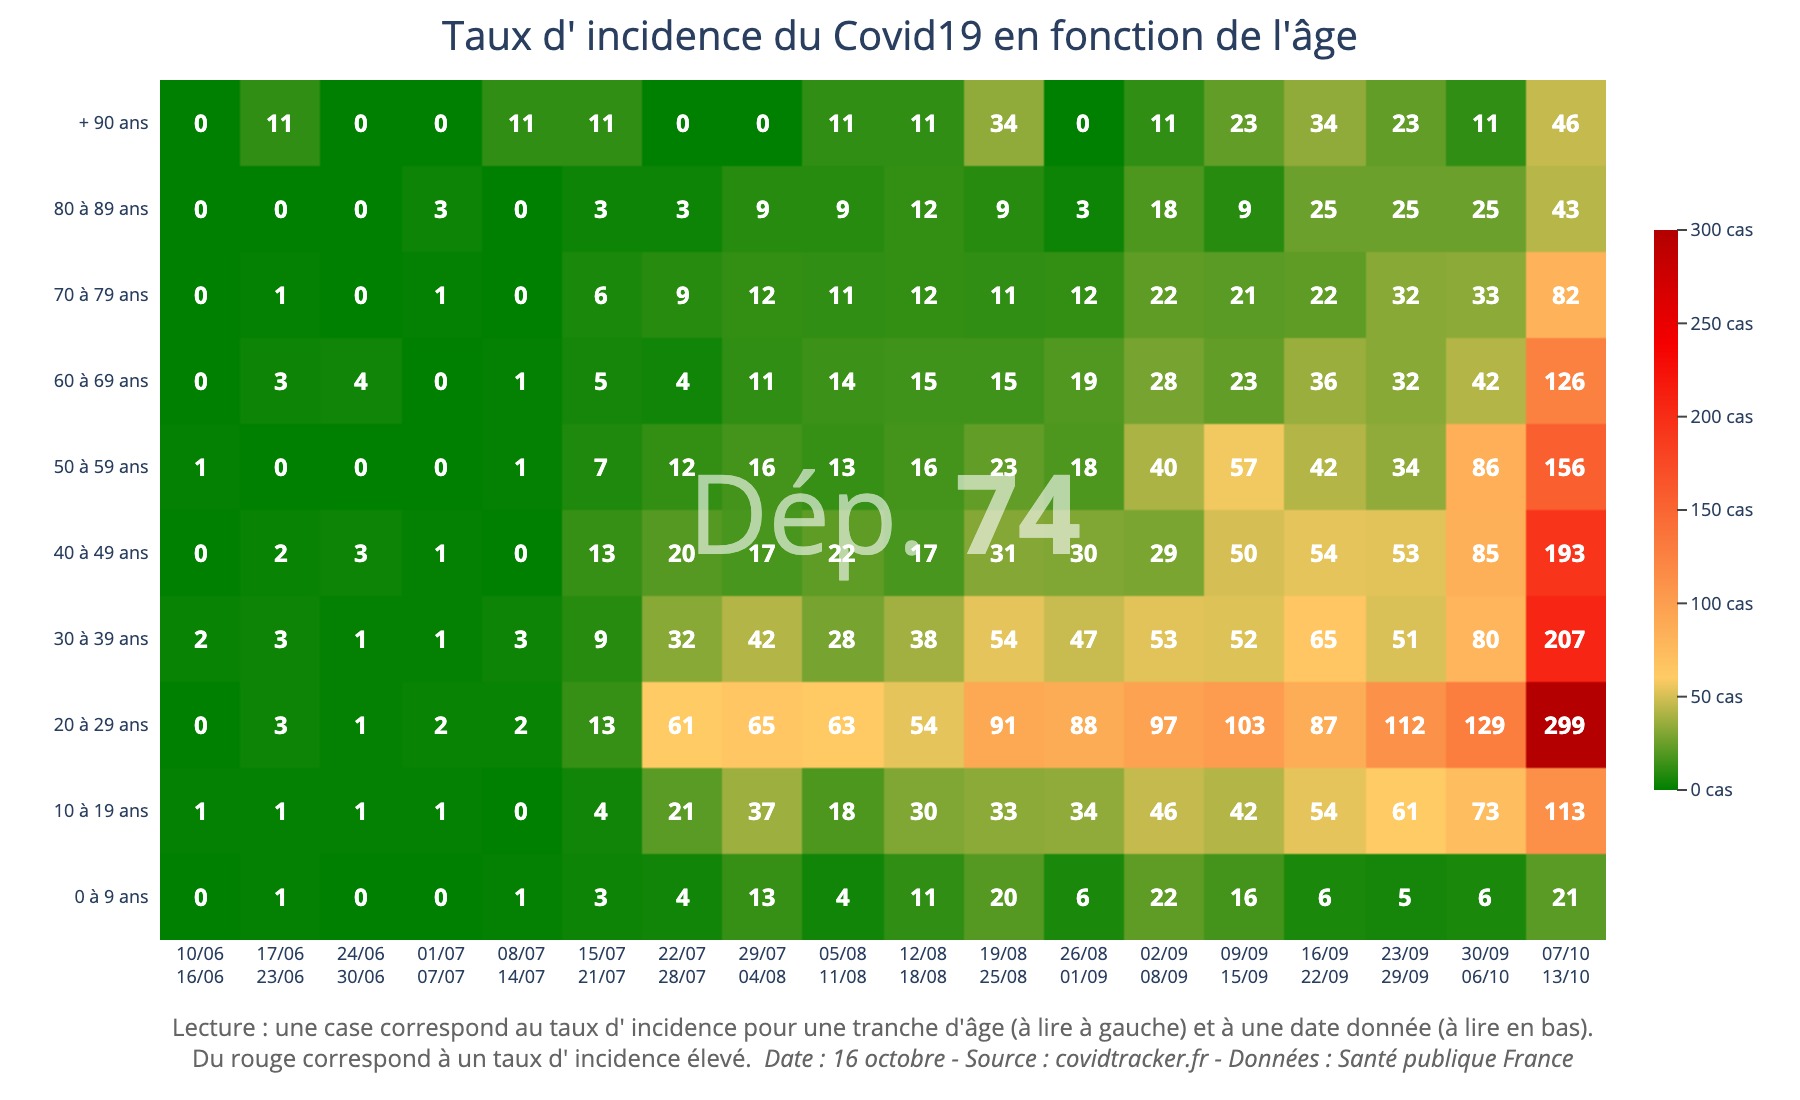 Taux d' incidence du Covid19 en fonction de l'âge
+ 90 ans 0 11 0 0 11 11 0 0 11 11 34 0 11 23 34 23 11 46
80 à 89 ans 0 0 0 3 0 3 3 9 9 12 9 3 18 9 25 25 25 43
70 à 79 ans 0 1 0 1 0 6 9 12 11 12 11 12 22 21 22 32 33 82
60 à 69 ans 0 3 4 0 1 5 4 11 14 15 15 19 28 23 36 32 42 126
50 à 59 ans 1 0 0 0 1 7 12 16 13 16 23 18 40 57 42 34 86 156
Dép. 74
40 à 49 ans 0 2 3 1 0 13 20 17 22 17 31 30 29 50 54 53 85 193
30 à 39 ans 2 3 1 1 3 9 32 42 28 38 54 47 53 52 65 51 80 207
20 à 29 ans 0 3 1 2 2 13 61 65 63 54 91 88 97 103 87 112 129 299
10 à 19 ans 1 1 1 1 0 4 21 37 18 30 33 34 46 42 54 61 73 113
0 à 9 ans 0 1 0 0 1 3 4 13 4 11 20 6 22 16 6 5 6 21
10/06 17/06 24/06 01/07 08/07 15/07 22/07 29/07 05/08 12/08 19/08 26/08 02/09 09/09 16/09 23/09 30/09 07/10
16/06 23/06 30/06 07/07 14/07 21/07 28/07 04/08 11/08 18/08 25/08 01/09 08/09 15/09 22/09 29/09 06/10 13/10
300 cas
250 cas
200 cas
150 cas
100 cas
50 cas
0 cas
Lecture : une case correspond au taux d' incidence pour une tranche d'âge (à lire à gauche) et à une date donnée (à lire en bas).
Du rouge correspond à un taux d' incidence élevé. Date : 16 octobre - Source : covidtracker.fr - Données : Santé publique France